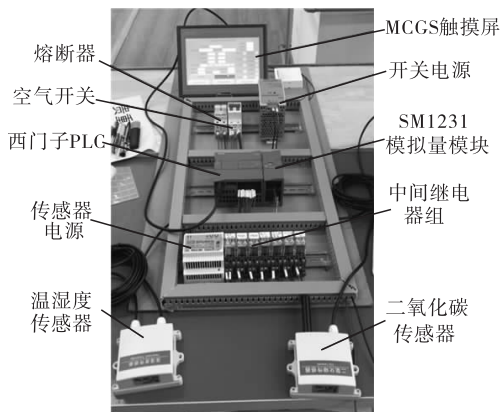 MCGS触摸屏
熔断器
开关电源
空气开关
SM1231
模拟量模块
西门子PLC
中间继电
器组
传感器
电源
温湿度
传感器
二氧化碳
传感器